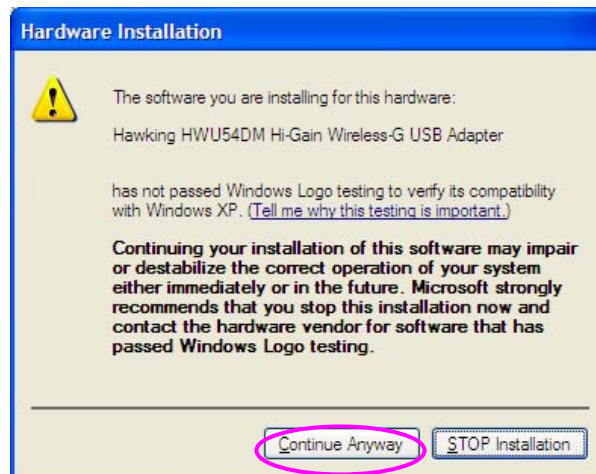 Hardware Installation
The software you are installing for this hardware:
Hawking HWU54DM Hi-Gain Wireless-G USB Adapter
has not passed Windows Logo testing to verify its compatibility
with Windows XP. (Tell me why this testing is important.)
Continuing your installation of this software may impair
or destabilize the correct operation of your system
either immediately or in the future. Microsoft strongly
recommends that you stop this installation now and
contact the hardware vendor for software that has
passed Windows Logo testing.
Continue Anyway
STOP Installation